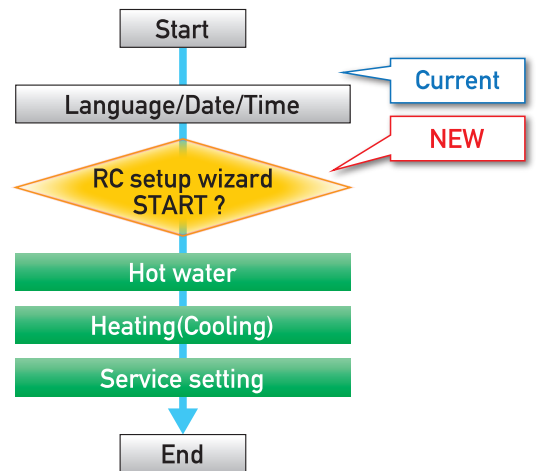 Start
Current
Language/Date/Time
NEW
RC setup wizard
START ?
Hot water
Heating(Cooling)
Service setting
End